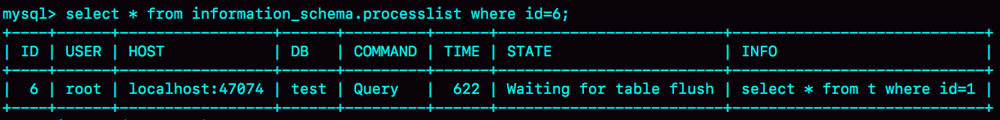 mysql> select * from information_schema.processlist where id=6;
+----+------+-----------------+------+---------+------+-------------------------+----------------------------+
| ID | USER | HOST            | DB   | COMMAND | TIME | STATE                   | INFO                       |
+----+------+-----------------+------+---------+------+-------------------------+----------------------------+
|  6 | root | localhost:47074 | test | Query   |  622 | Waiting for table flush | select * from t where id=1 |
+----+------+-----------------+------+---------+------+-------------------------+----------------------------+